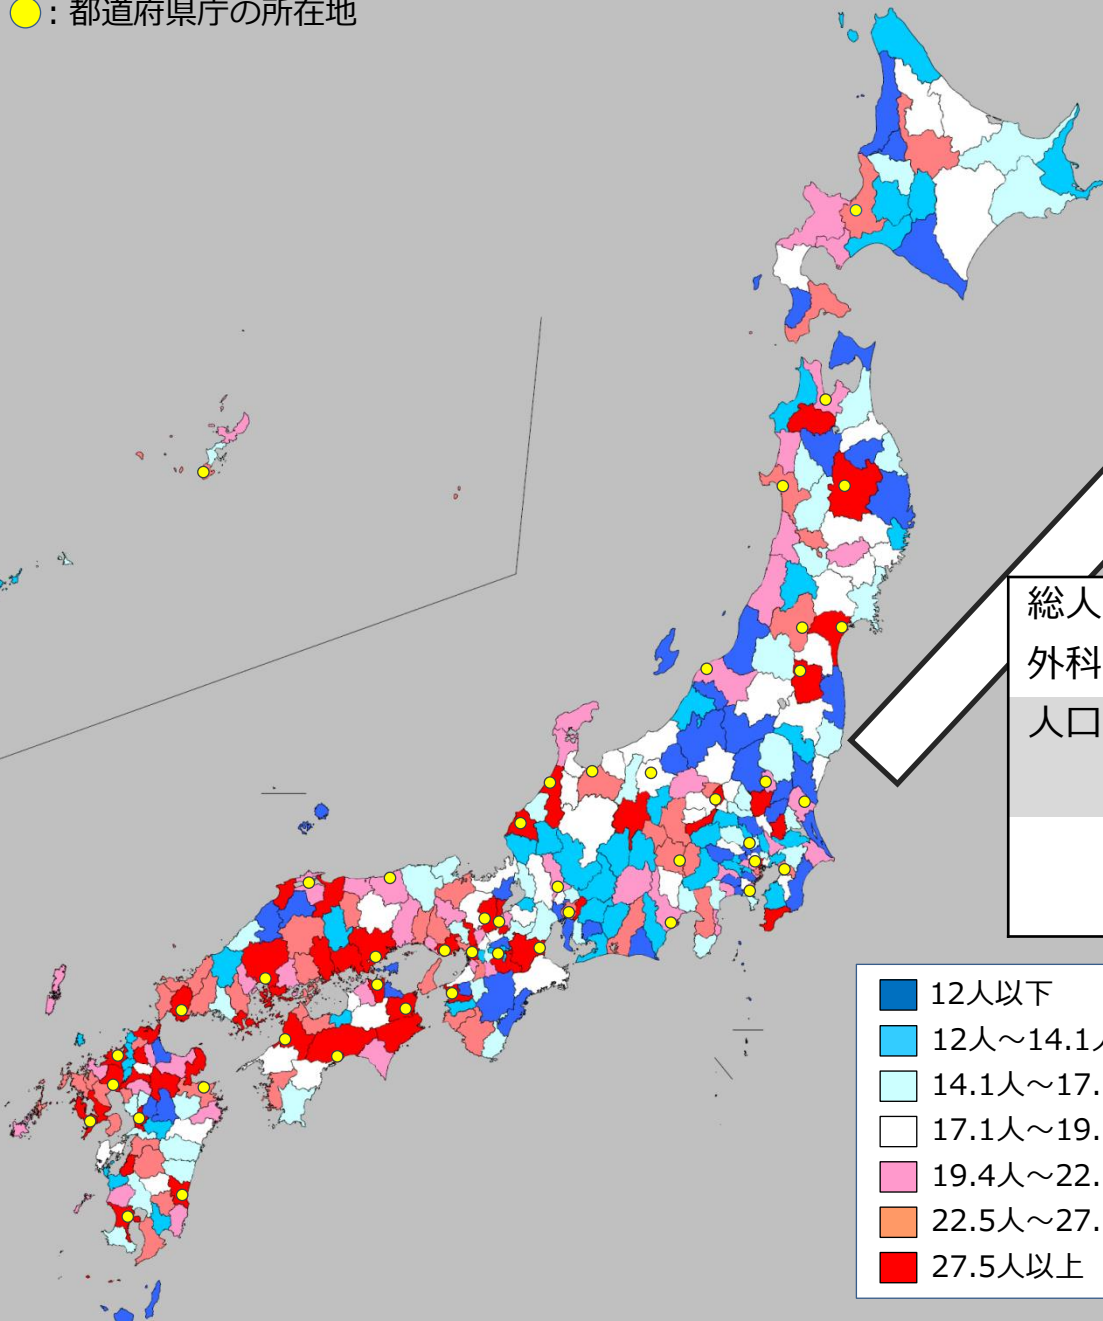 ：都道府県庁の所在地
総人
外科
人口
12人以下
12人～14.1人
14.1人～17.
17.1人～19.
19.4人～22.
22.5人～27.
27.5人以上